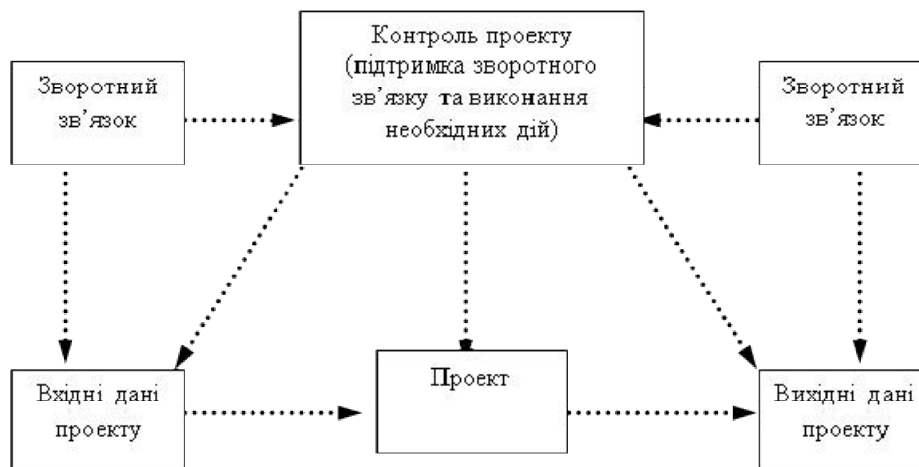 Контроль проекту
(підтримка зворотного
зв’язку та виконання
необхідних дій)
Зворотний
зв’язок
Зворотний
зв’язок
Вхідні дані
проекту
Проект
Вихідні дані
проекту